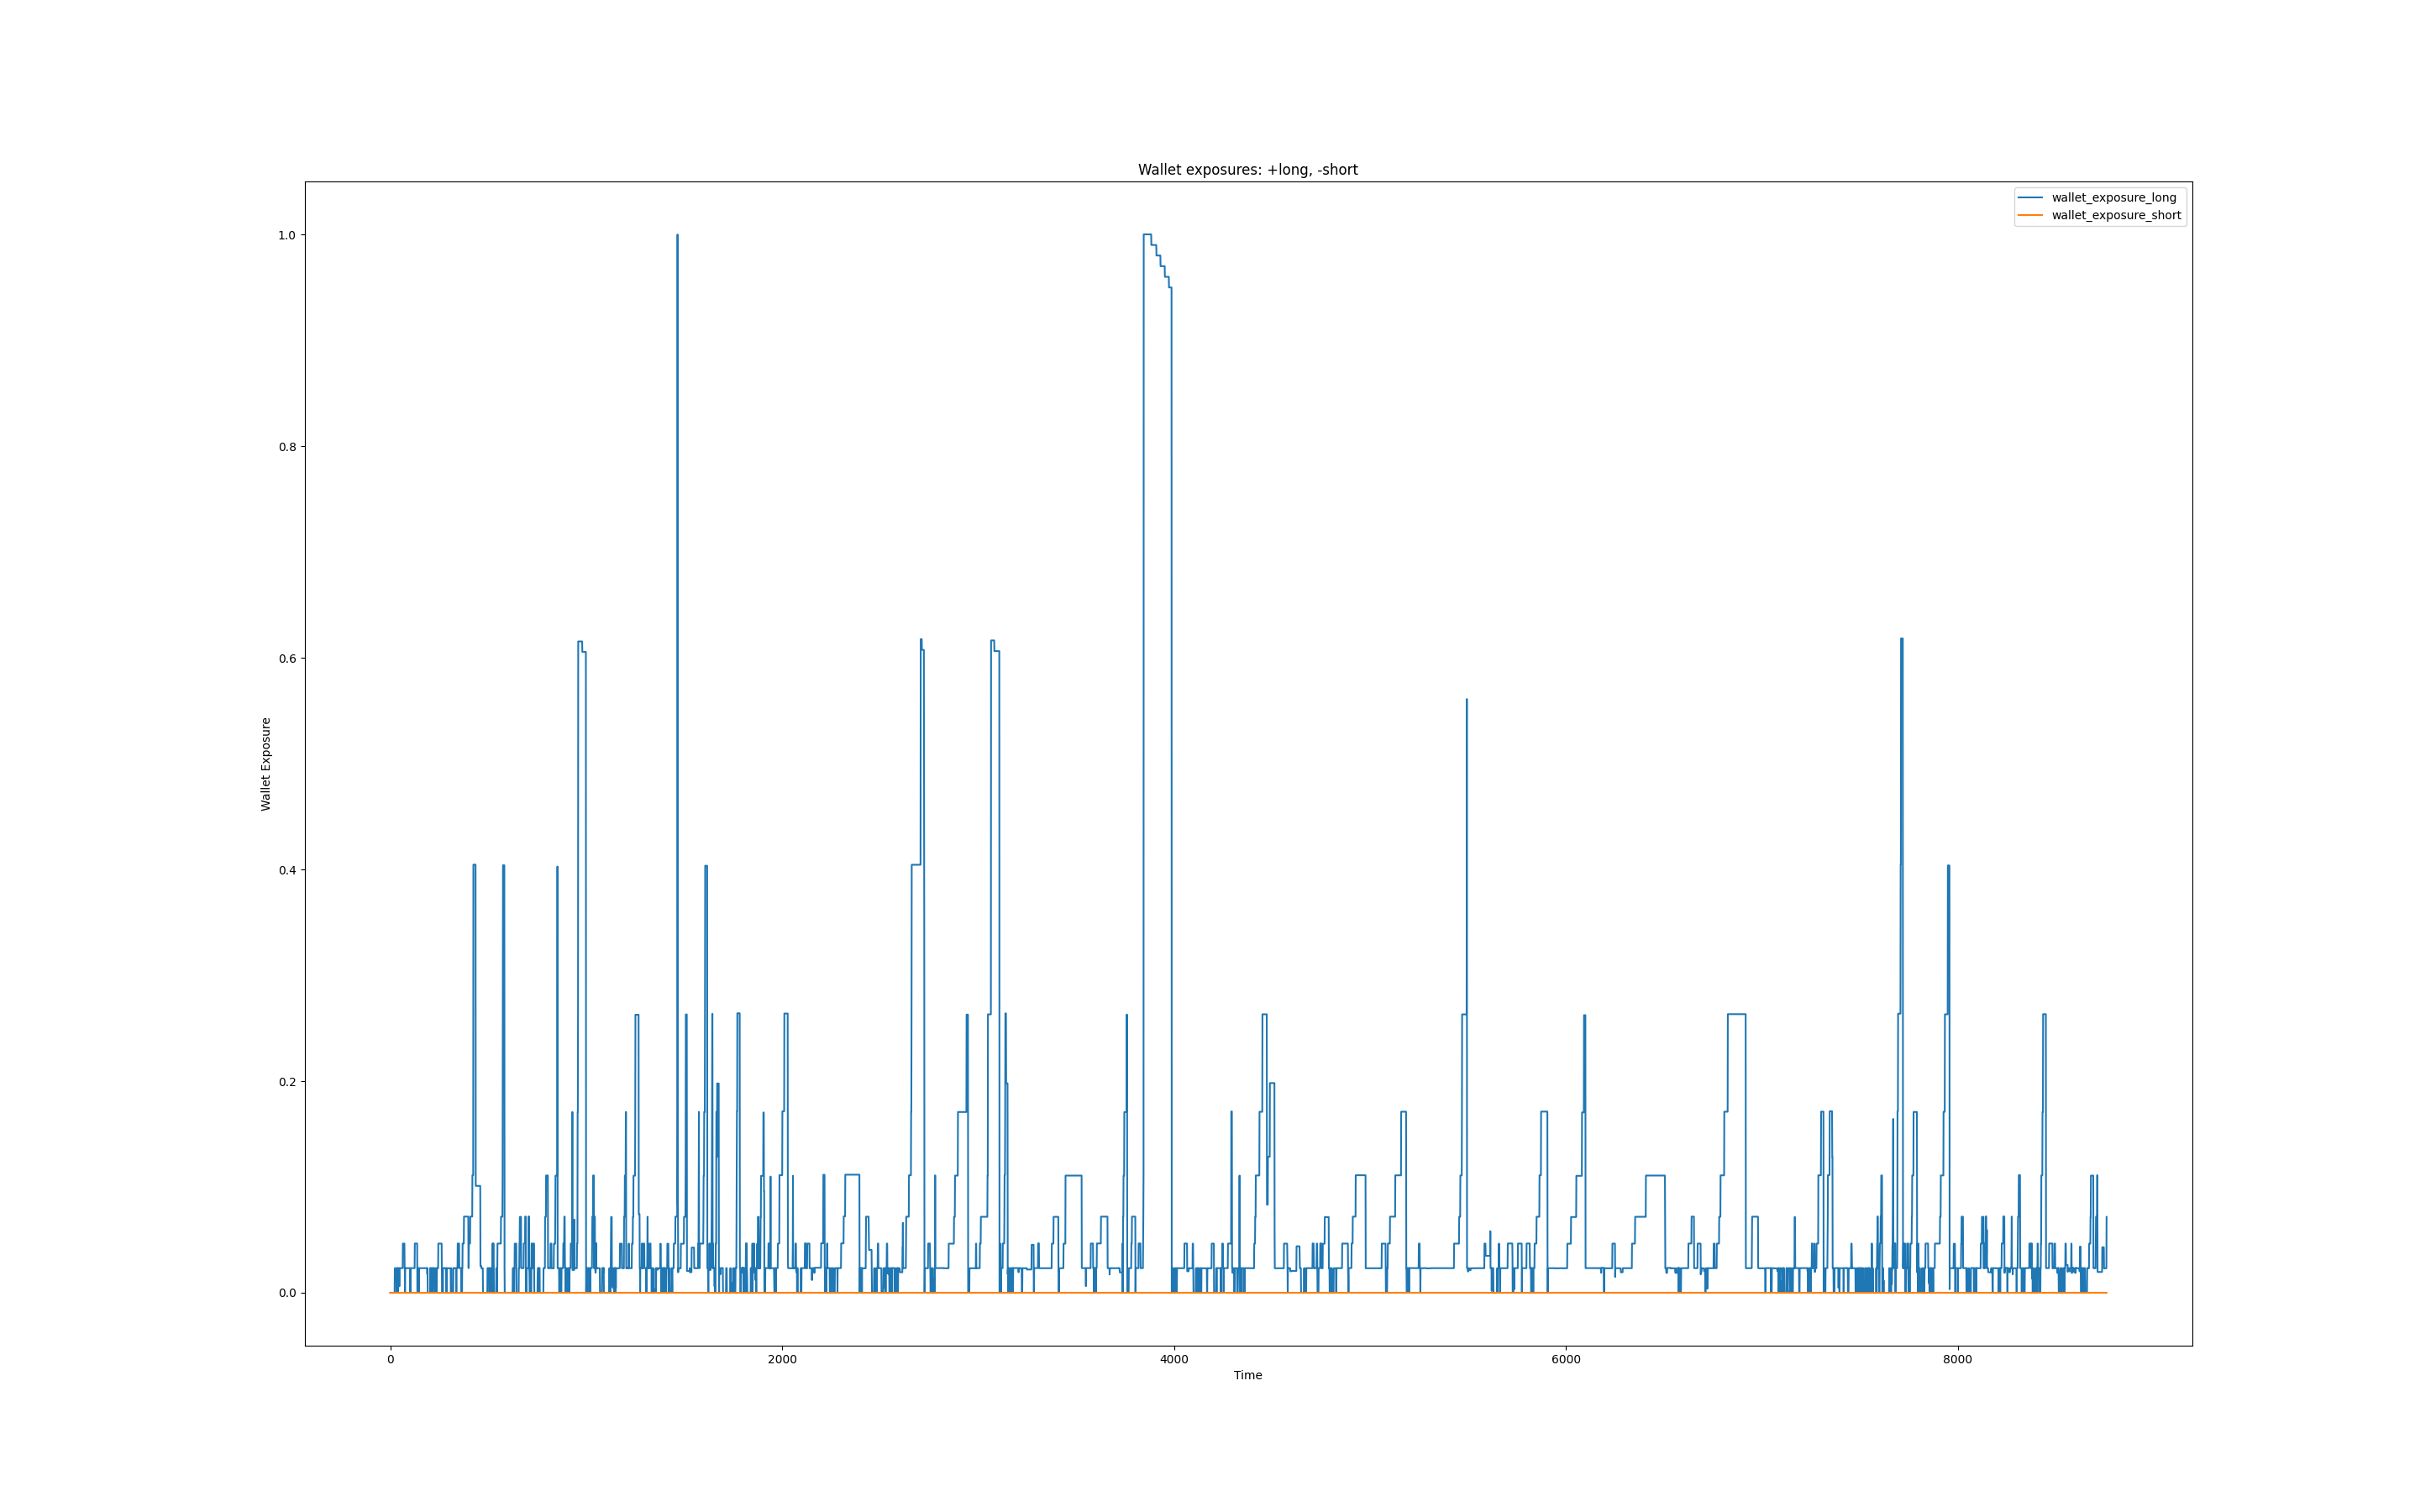 Wallet exposures: +long, -short
wallet_exposure_long
wallet_exposure_short
1.0
0.8
0.6
0.4
0.2
0.0
Wallet Exposure
0 2000 4000 6000 8000
Time